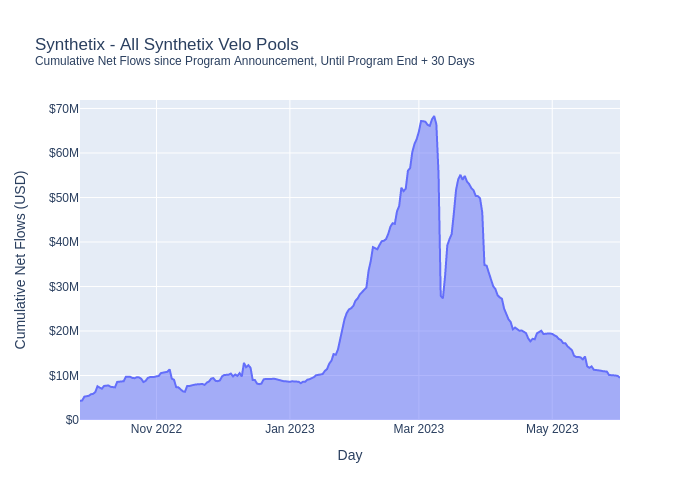 Synthetix - All Synthetix Velo Pools
Cumulative Net Flows since Program Announcement, Until Program End + 30 Days
Cumulative Net Flows (USD)
$70M
$60M
$50M
$40M
$30M
$20M
$10M
$0
Nov 2022
Jan 2023
Mar 2023
May 2023
Day